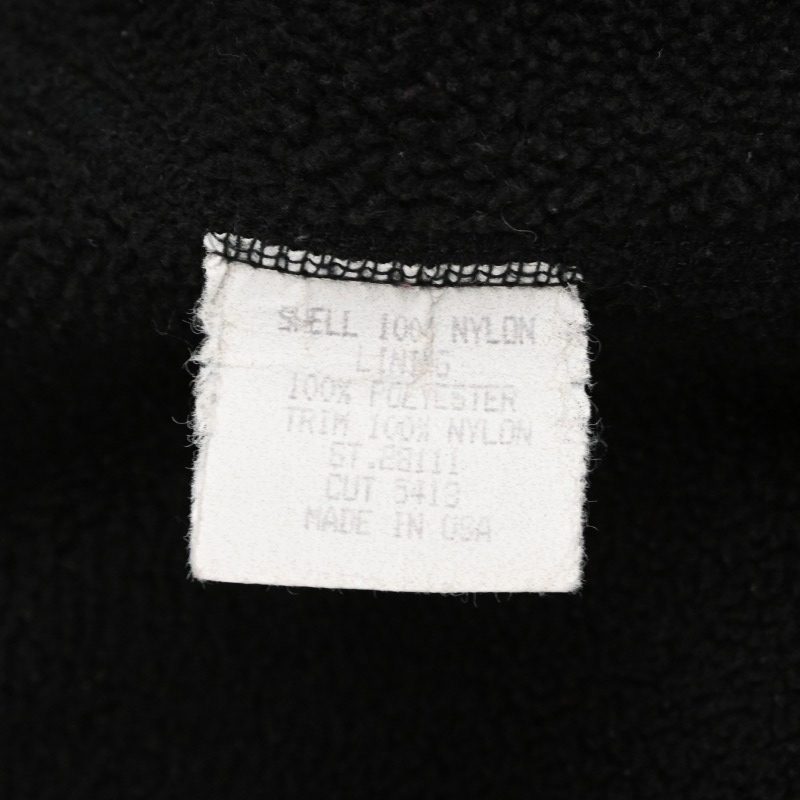 SHELL 100% NYLON
LINING
100% POLYESTER
TRIM 100% NYLON
ST.28111
CUT 5413
MADE IN USA